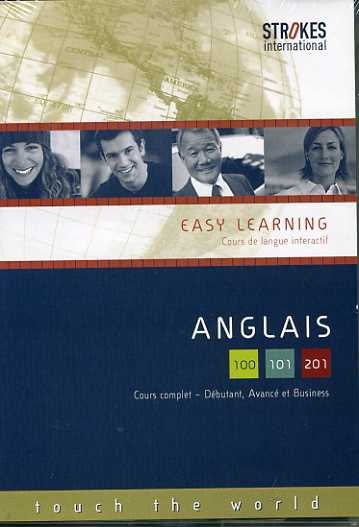 STROKES
international
EASY LEARNING
Cours de langue interactif
ANGLAIS
100 101 201
Cours complet – Débutant, Avancé et Business
touch the world